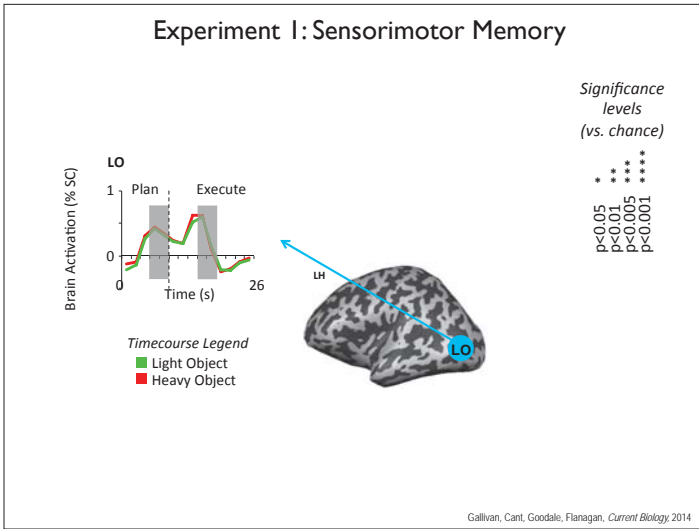 Experiment 1: Sensorimotor Memory
Significance
levels
(vs. chance)
*
**
***
****
p<0.05
p<0.01
p<0.005
p<0.001
LO
1
Plan
Execute
Brain Activation (% SC)
0
0
Time (s)
26
Timecourse Legend
Light Object
Heavy Object
LH
LO
Gallivan, Cant, Goodale, Flanagan, Current Biology, 2014